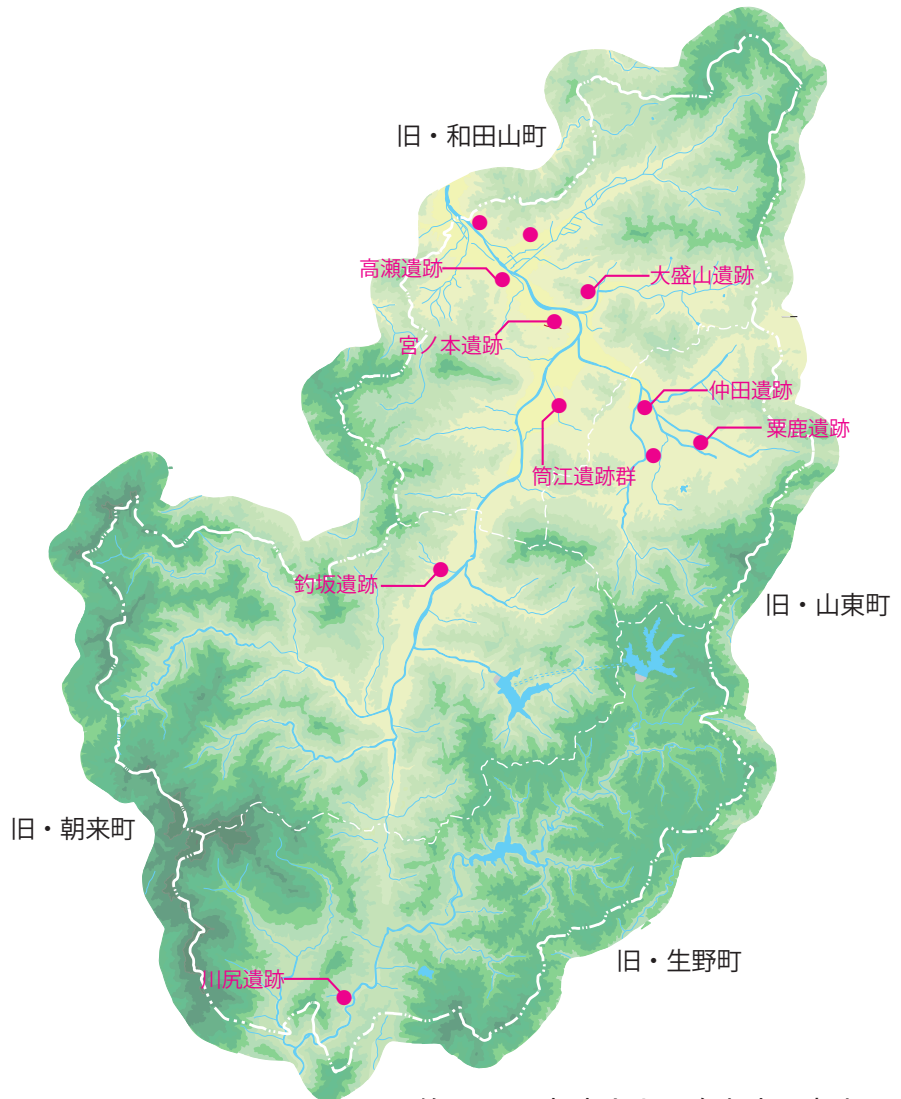 旧・和田山町
高瀬遺跡
大盛山遺跡
宮ノ本遺跡
仲田遺跡
粟鹿遺跡
筒江遺跡群
釣坂遺跡
旧・山東町
旧・朝来町
旧・生野町
川尻遺跡